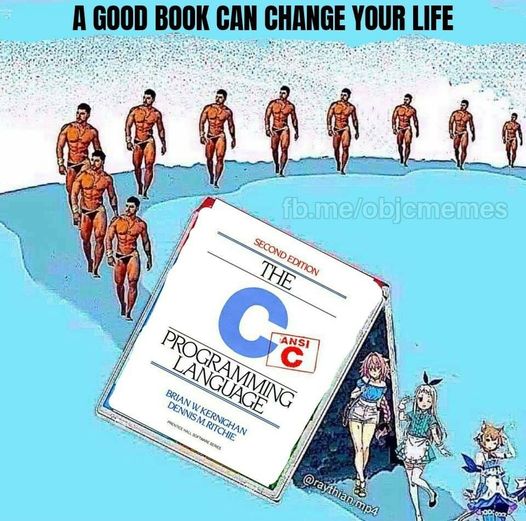 A GOOD BOOK CAN CHANGE YOUR LIFE
fb.me/objcmemes
SECOND EDITION
THE
C
ANSI
C
PROGRAMMING
LANGUAGE
BRIAN W. KERNIGHAN
DENNIS M. RITCHIE
PRENTICE HALL SOFTWARE SERIES
@raythian.mp4